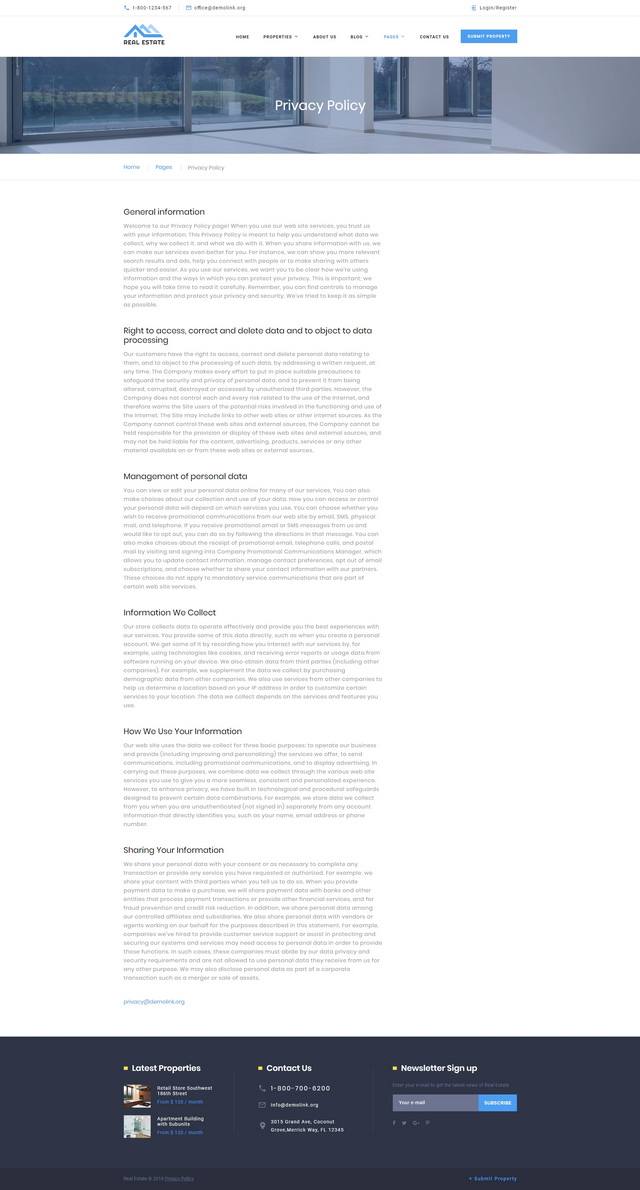 1-800-1234-567
office@demolink.org
Login/Register
REAL ESTATE
HOME
PROPERTIES
ABOUT US
BLOG
PAGES
CONTACT US
SUBMIT PROPERTY
Privacy Policy
Home
Pages
Privacy Policy
General information
Welcome to our Privacy Policy page! When you use our web site services, you trust us
with your information. This Privacy Policy is meant to help you understand what data we
collect, why we collect it, and what we do with it. When you share information with us, we
can make our services even better for you. For instance, we can show you more relevant
search results and ads, help you connect with people or to make sharing with others
quicker and easier. As you use our services, we want you to be clear how we're using
information and the ways in which you can protect your privacy. This is important; we
hope you will take time to read it carefully. Remember, you can find controls to manage
your information and protect your privacy and security. We've tried to keep it as simple
as possible.
Right to access, correct and delete data and to object to data
processing
Our customers have the right to access, correct and delete personal data relating to
them, and to object to the processing of such data, by addressing a written request, at
any time. The Company makes every effort to put in place suitable precautions to
safeguard the security and privacy of personal data, and to prevent it from being
altered, corrupted, destroyed or accessed by unauthorized third parties. However, the
Company does not control each and every risk related to the use of the Internet, and
therefore warns the Site users of the potential risks involved in the functioning and use of
the Internet. The Site may include links to other web sites or other internet sources. As the
Company cannot control these web sites and external sources, the Company cannot be
held responsible for the provision or display of these web sites and external sources, and
may not be held liable for the content, advertising, products, services or any other
material available on or from these web sites or external sources.
Management of personal data
You can view or edit your personal data online for many of our services. You can also
make choices about our collection and use of your data. How you can access or control
your personal data will depend on which services you use. You can choose whether you
wish to receive promotional communications from our web site by email, SMS, physical
mail, and telephone. If you receive promotional email or SMS messages from us and
would like to opt out, you can do so by following the directions in that message. You can
also make choices about the receipt of promotional email, telephone calls, and postal
mail by visiting and signing into Company Promotional Communications Manager, which
allows you to update contact information, manage contact preferences, opt out of email
subscriptions, and choose whether to share your contact information with our partners.
These choices do not apply to mandatory service communications that are part of
certain web site services.
Information We Collect
Our store collects data to operate effectively and provide you the best experiences with
our services. You provide some of this data directly, such as when you create a personal
account. We get some of it by recording how you interact with our services by, for
example, using technologies like cookies, and receiving error reports or usage data from
software running on your device. We also obtain data from third parties (including other
companies). For example, we supplement the data we collect by purchasing
demographic data from other companies. We also use services from other companies to
help us determine a location based on your IP address in order to customize certain
services to your location. The data we collect depends on the services and features you
use.
How We Use Your Information
Our web site uses the data we collect for three basic purposes: to operate our business
and provide (including improving and personalizing) the services we offer, to send
communications, including promotional communications, and to display advertising. In
carrying out these purposes, we combine data we collect through the various web site
services you use to give you a more seamless, consistent and personalized experience.
However, to enhance privacy, we have built in technological and procedural safeguards
designed to prevent certain data combinations. For example, we store data we collect
from you when you are unauthenticated (not signed in) separately from any account
information that directly identifies you, such as your name, email address or phone
number.
Sharing Your Information
We share your personal data with your consent or as necessary to complete any
transaction or provide any service you have requested or authorized. For example, we
share your content with third parties when you tell us to do so. When you provide
payment data to make a purchase, we will share payment data with banks and other
entities that process payment transactions or provide other financial services, and for
fraud prevention and credit risk reduction. In addition, we share personal data among
our controlled affiliates and subsidiaries. We also share personal data with vendors or
agents working on our behalf for the purposes described in this statement. For example,
companies we've hired to provide customer service support or assist in protecting and
securing our systems and services may need access to personal data in order to provide
those functions. In such cases, these companies must abide by our data privacy and
security requirements and are not allowed to use personal data they receive from us for
any other purpose. We may also disclose personal data as part of a corporate
transaction such as a merger or sale of assets.
privacy@demolink.org
Latest Properties
Retail Store Southwest
186th Street
From $ 130 / month
Apartment Building
with Subunits
From $ 120 / month
Contact Us
1-800-700-6200
info@demolink.org
3015 Grand Ave, Coconut
Grove,Merrick Way, FL 12345
Newsletter Sign up
Enter your e-mail to get the latest news of Real Estate
Your e-mail
SUBSCRIBE
Real Estate © 2016 Privacy Policy
+ Submit Property